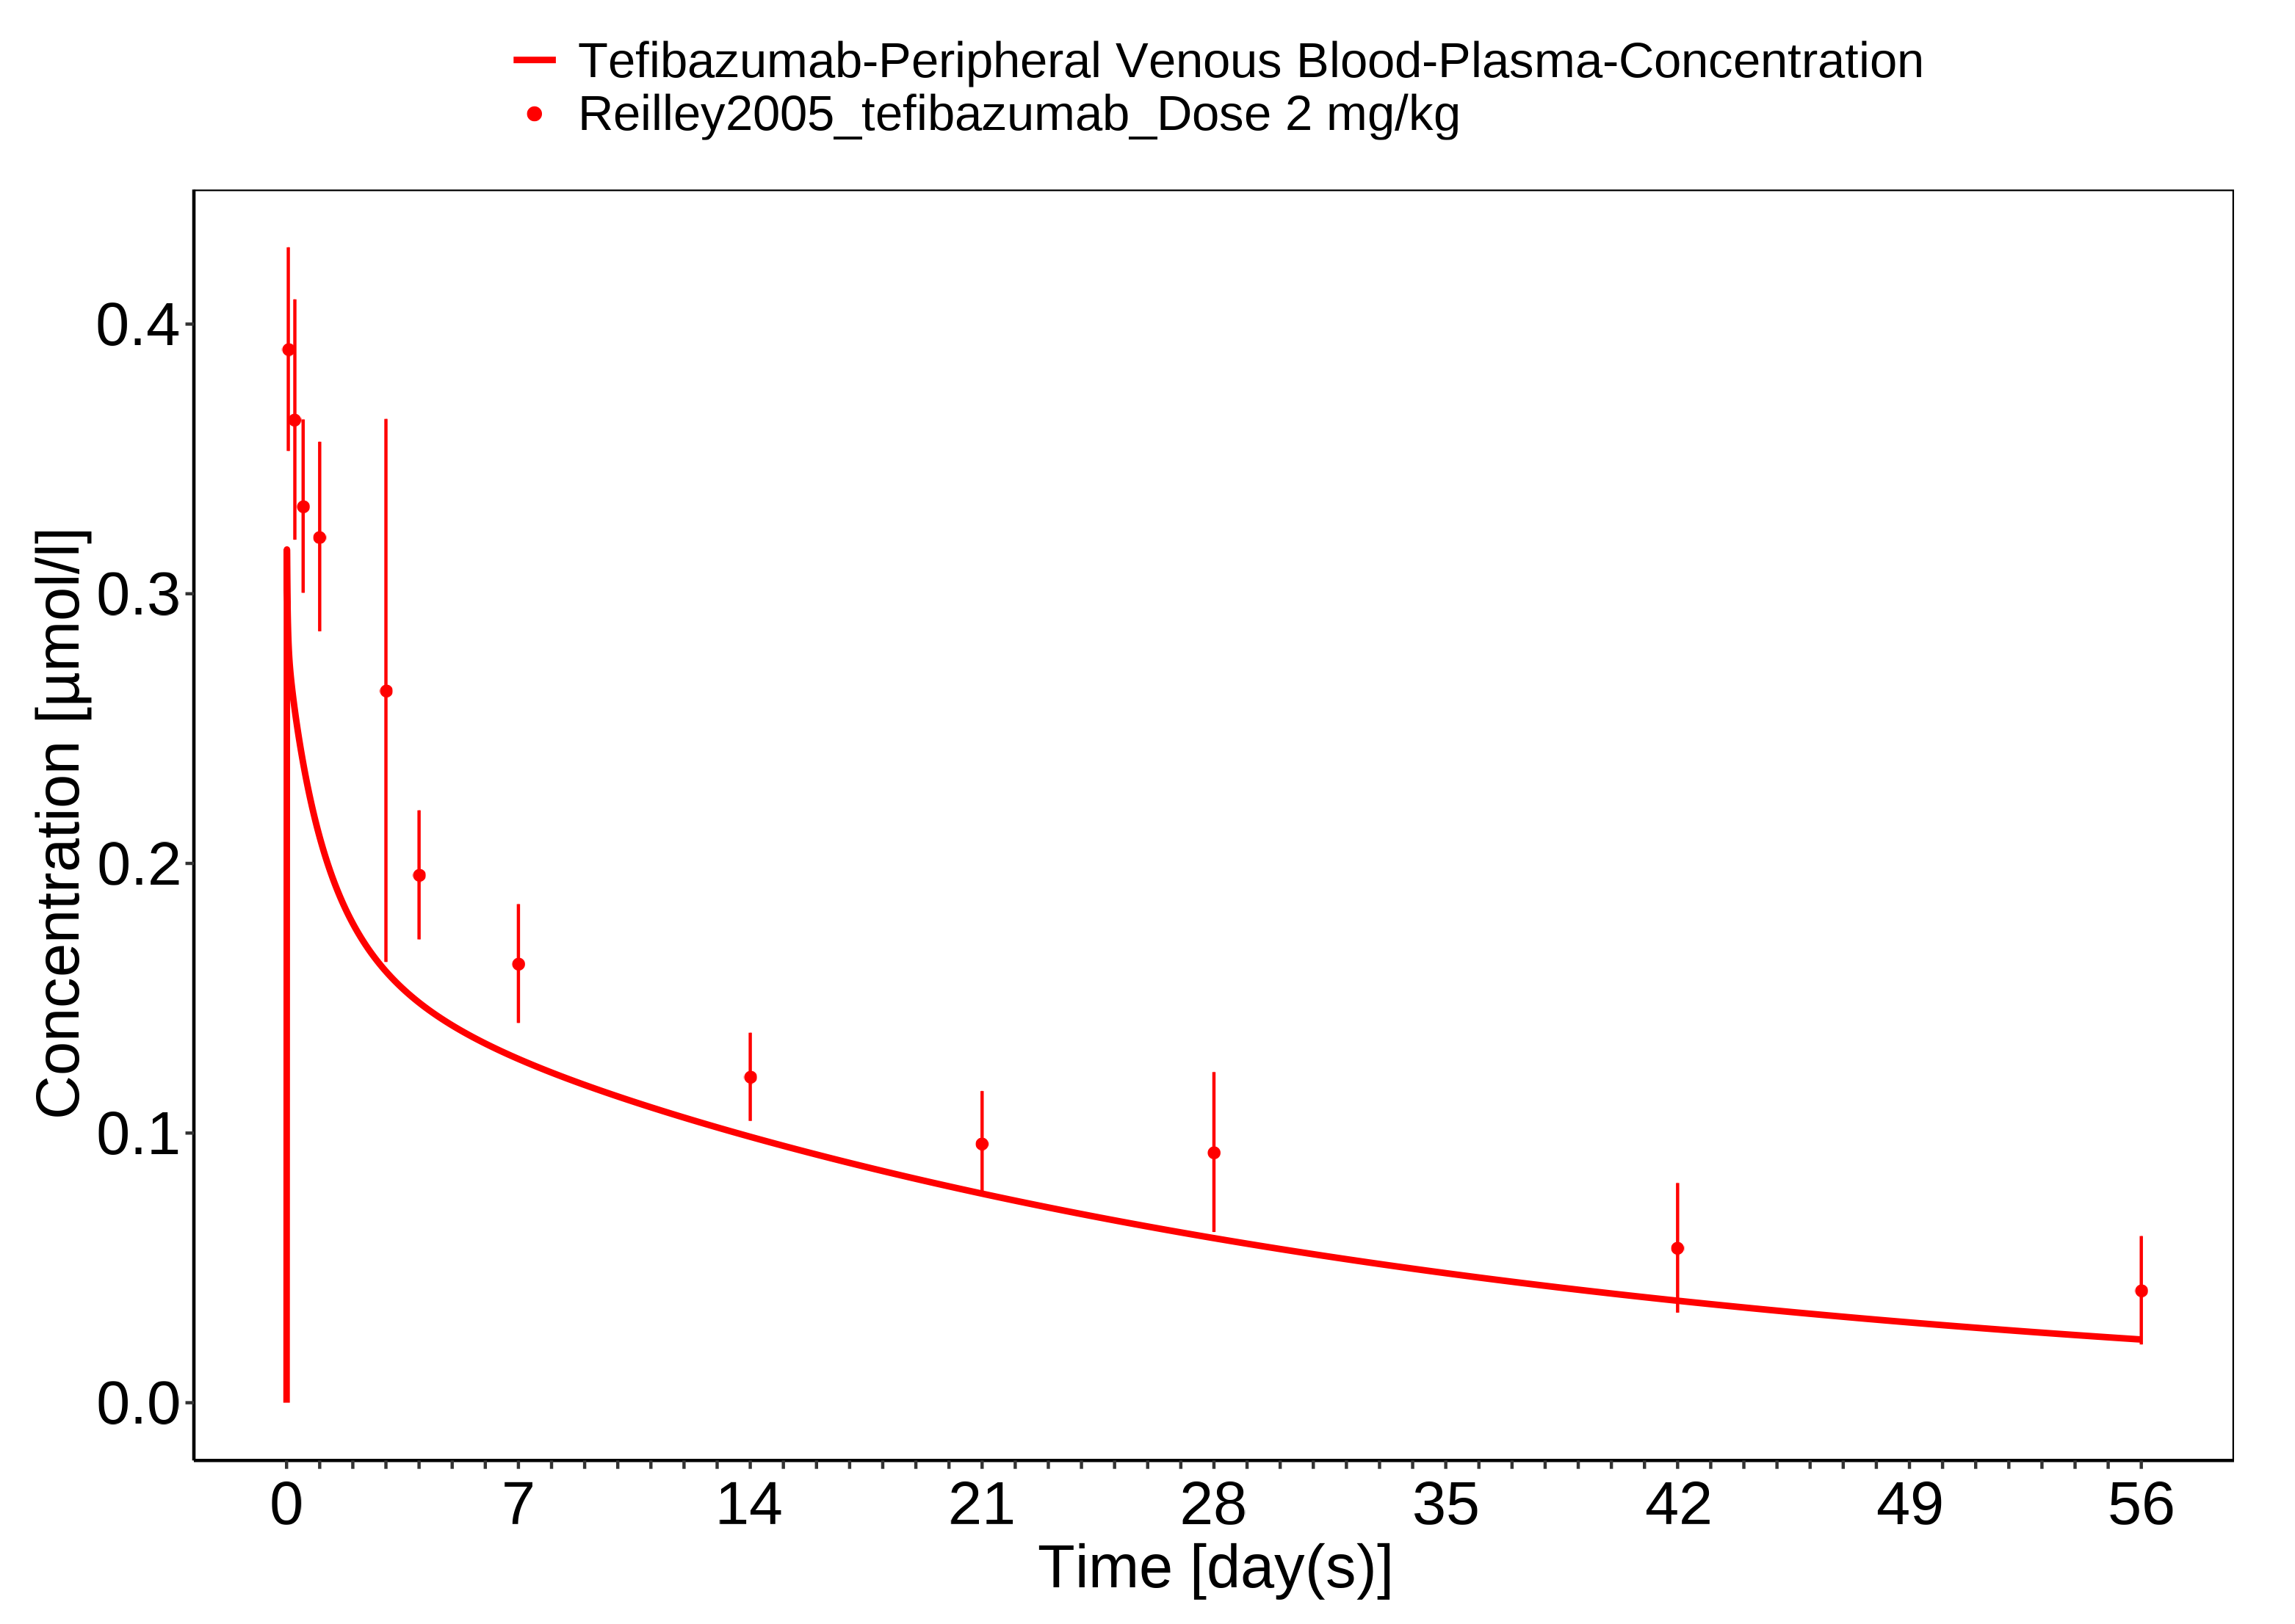 Tefibazumab-Peripheral Venous Blood-Plasma-Concentration
Reilley2005_tefibazumab_Dose 2 mg/kg
Concentration [µmol/l]
0.4
0.3
0.2
0.1
0.0
0 7 14 21 28 35 42 49 56
Time [day(s)]